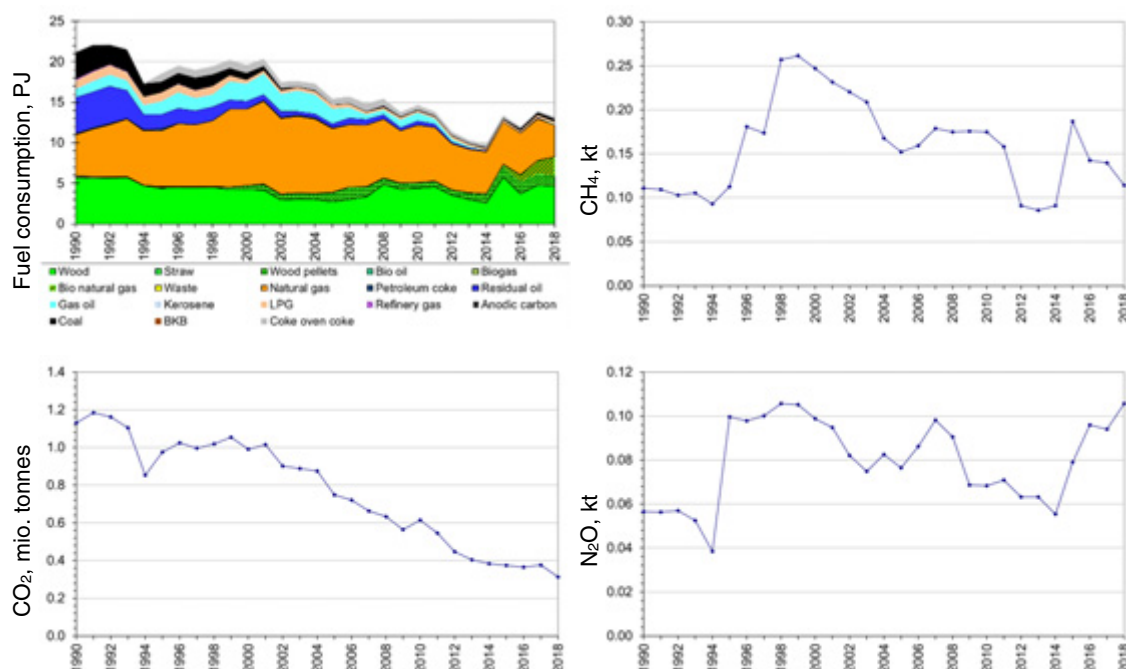 Fuel consumption, PJ
25
20
15
10
5
0
1990 1992 1994 1996 1998 2000 2002 2004 2006 2008 2010 2012 2014 2016 2018
Wood Straw Wood pellets Bio oil Biogas
Bio natural gas Waste Natural gas Petroleum coke Residual oil
Gas oil Kerosene LPG Refinery gas Anodic carbon
Coal BKB Coke oven coke
CH₄, kt
0.30
0.25
0.20
0.15
0.10
0.05
0.00
1990 1992 1994 1996 1998 2000 2002 2004 2006 2008 2010 2012 2014 2016 2018
CO₂, mio. tonnes
1.4
1.2
1.0
0.8
0.6
0.4
0.2
0.0
1990 1992 1994 1996 1998 2000 2002 2004 2006 2008 2010 2012 2014 2016 2018
N₂O, kt
0.12
0.10
0.08
0.06
0.04
0.02
0.00
1990 1992 1994 1996 1998 2000 2002 2004 2006 2008 2010 2012 2014 2016 2018